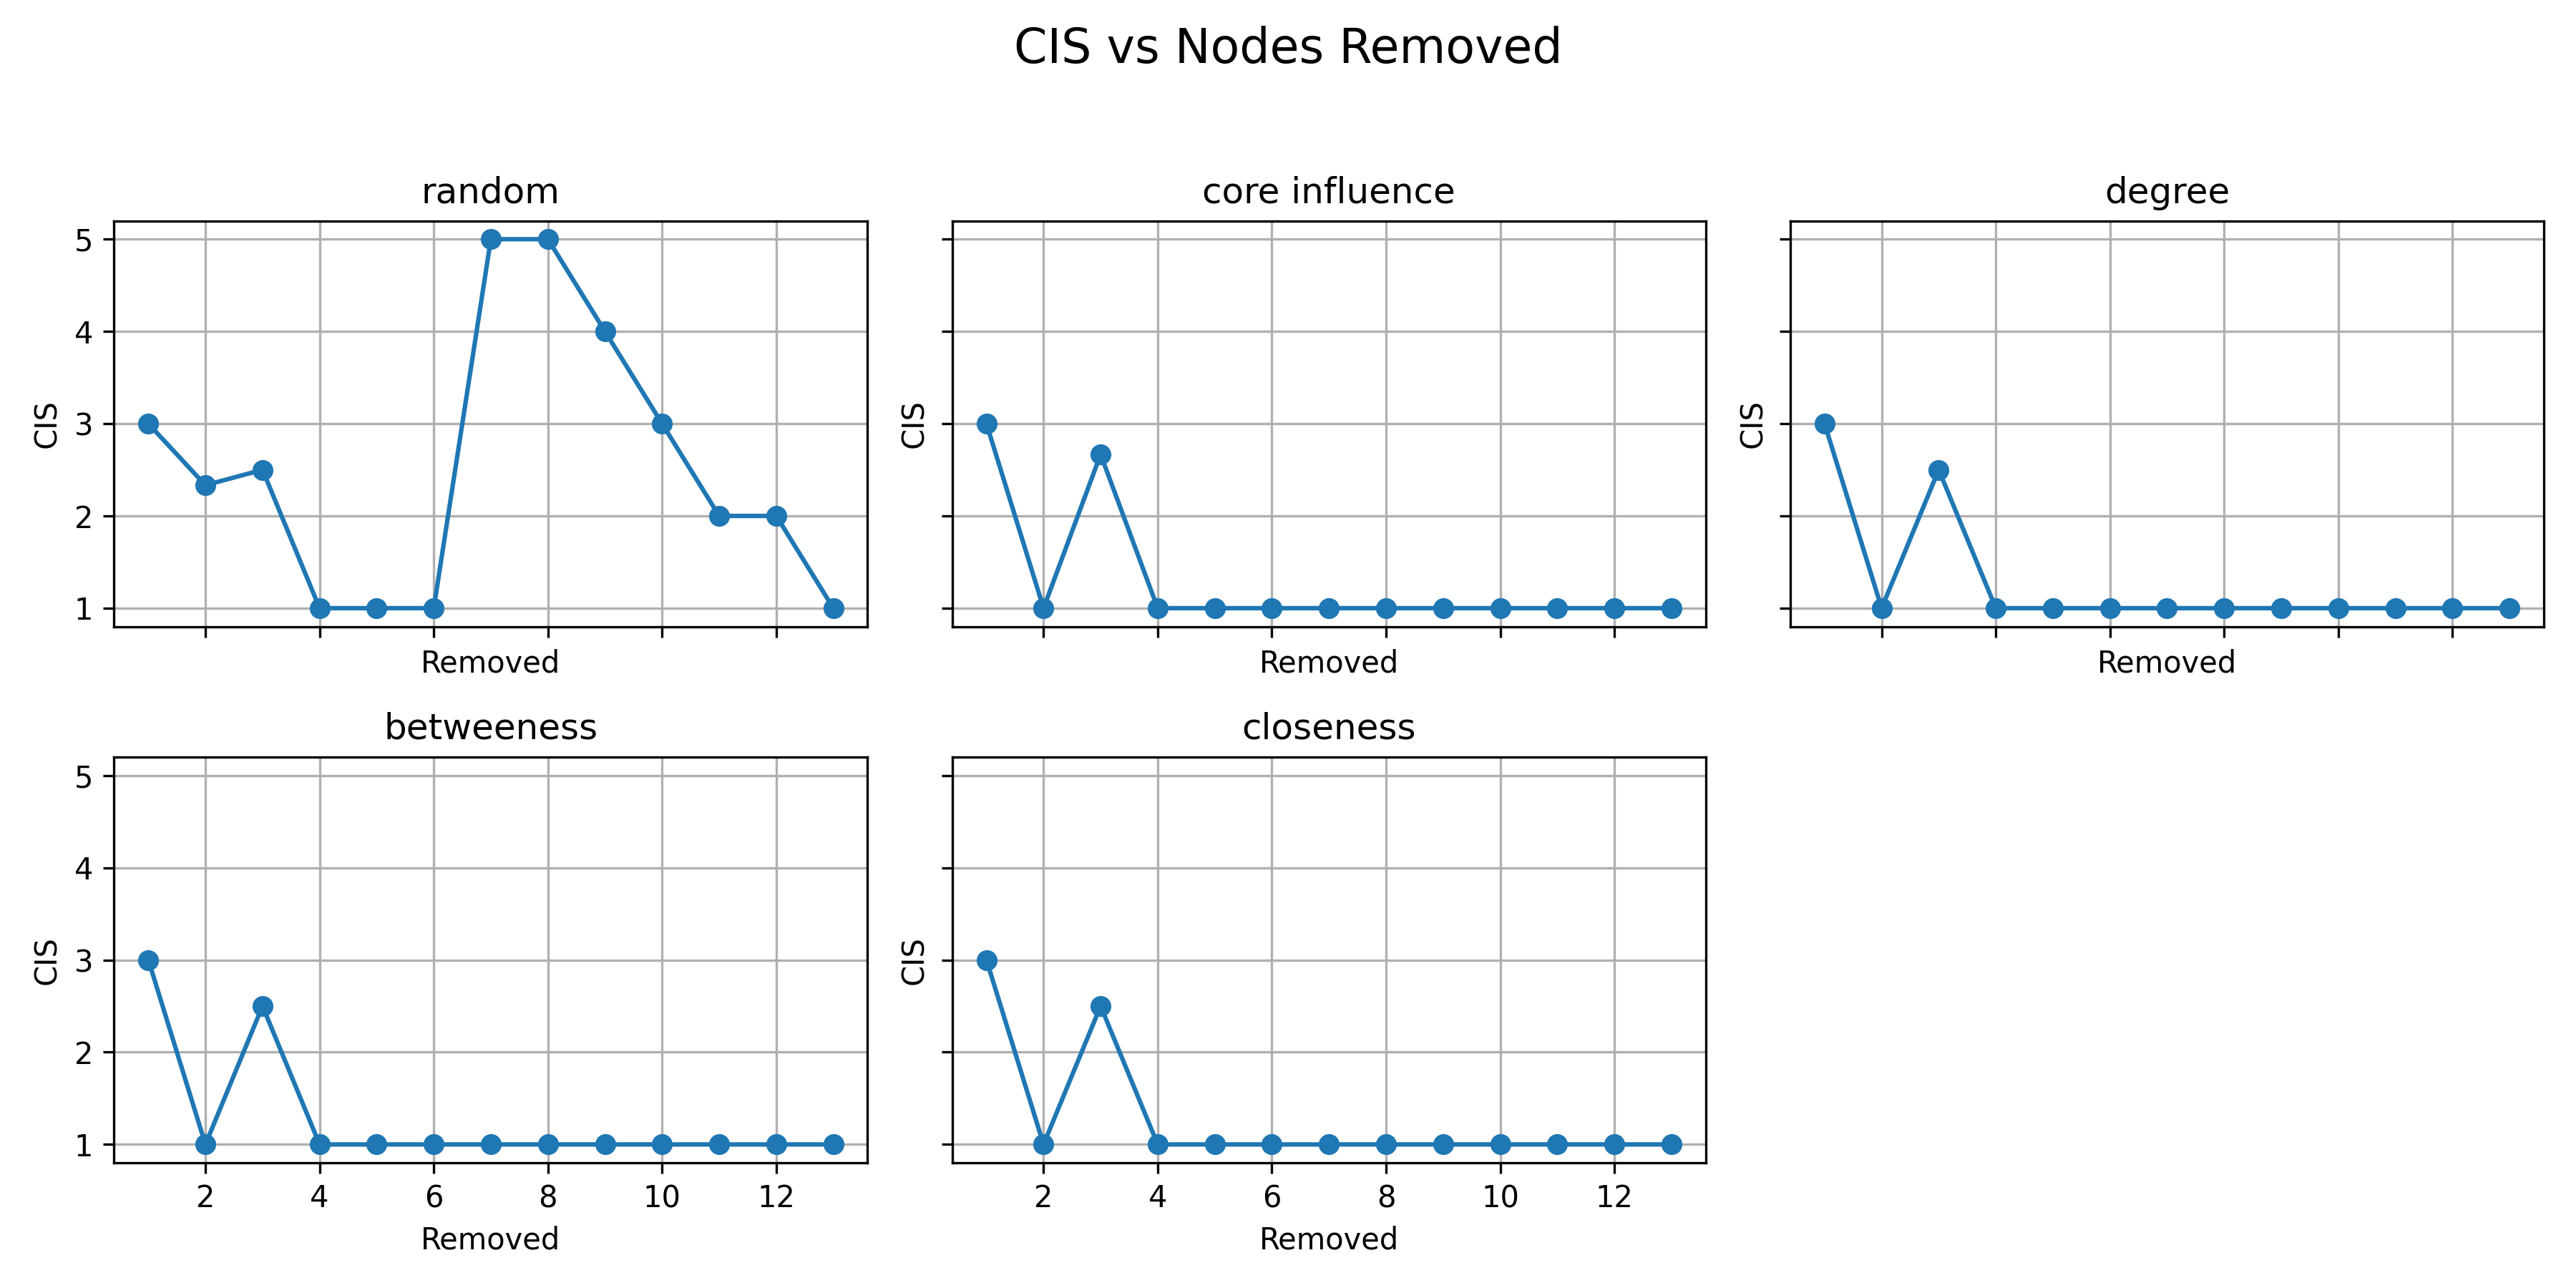 CIS vs Nodes Removed
random
5
4
3
2
1
CIS
Removed
core influence
CIS
Removed
degree
CIS
Removed
betweeness
5
4
3
2
1
CIS
2 4 6 8 10 12
Removed
closeness
CIS
2 4 6 8 10 12
Removed